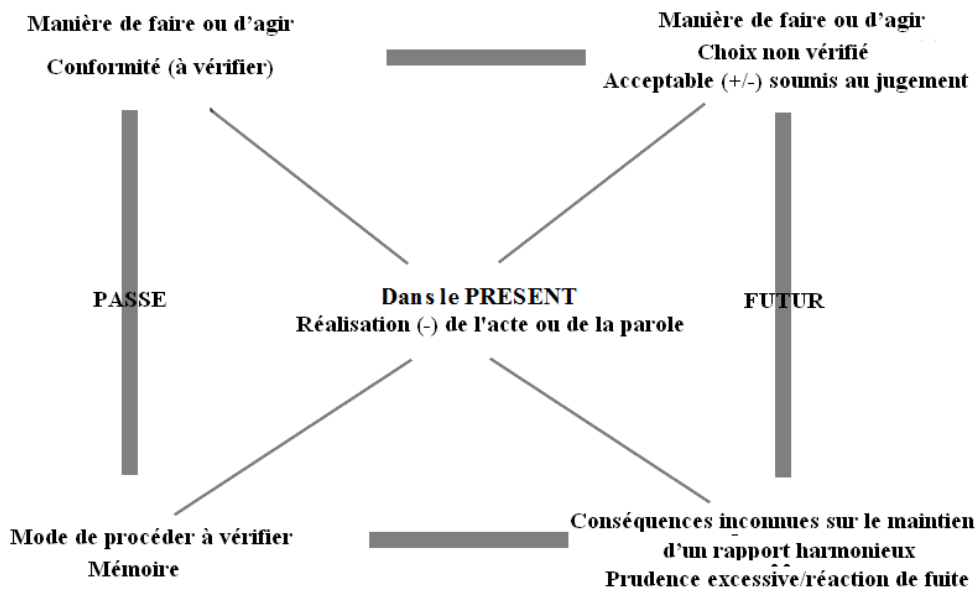 Manière de faire ou d’agir
Conformité (à vérifier)
Manière de faire ou d’agir
Choix non vérifié
Acceptable (+/-) soumis au jugement
PASSE
Dans le PRESENT
Réalisation (-) de l'acte ou de la parole
FUTUR
Mode de procéder à vérifier
Mémoire
Conséquences inconnues sur le maintien
d’un rapport harmonieux
Prudence excessive/réaction de fuite